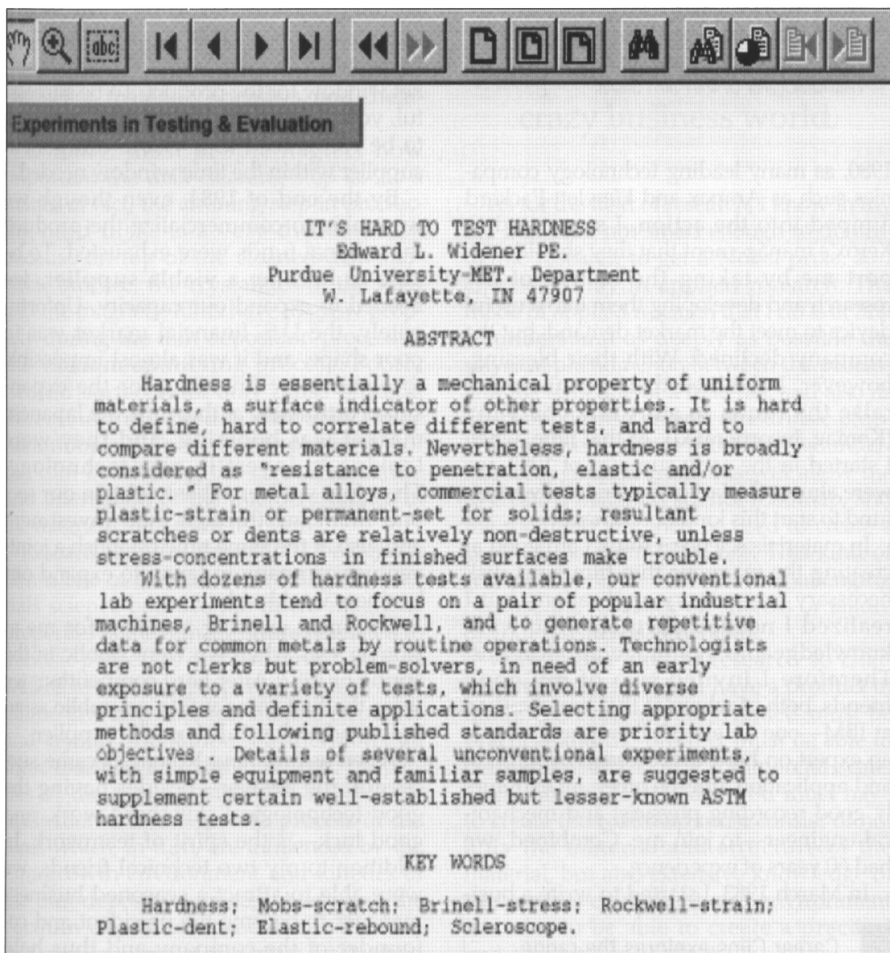 abc
Experiments in Testing & Evaluation
IT'S HARD TO TEST HARDNESS
Edward L. Widener PE.
Purdue University-MET. Department
W. Lafayette, IN 47907
ABSTRACT
Hardness is essentially a mechanical property of uniform
materials, a surface indicator of other properties. It is hard
to define, hard to correlate different tests, and hard to
compare different materials. Nevertheless, hardness is broadly
considered as "resistance to penetration, elastic and/or
plastic. " For metal alloys, commercial tests typically measure
plastic-strain or permanent-set for solids; resultant
scratches or dents are relatively non-destructive, unless
stress-concentrations in finished surfaces make trouble.
With dozens of hardness tests available, our conventional
lab experiments tend to focus on a pair of popular industrial
machines, Brinell and Rockwell, and to generate repetitive
data for common metals by routine operations. Technologists
are not clerks but problem-solvers, in need of an early
exposure to a variety of tests, which involve diverse
principles and definite applications. Selecting appropriate
methods and following published standards are priority lab
objectives . Details of several unconventional experiments,
with simple equipment and familiar samples, are suggested to
supplement certain well-established but lesser-known ASTM
hardness tests.
KEY WORDS
Hardness; Mobs-scratch; Brinell-stress; Rockwell-strain;
Plastic-dent; Elastic-rebound; Scleroscope.